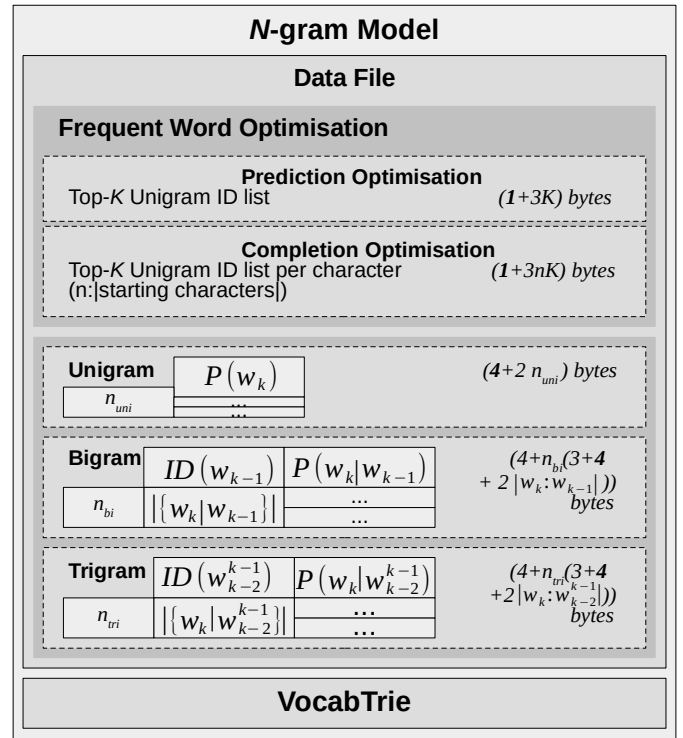 N-gram Model
Data File
Frequent Word Optimisation
Prediction Optimisation
Top-K Unigram ID list (1+3K) bytes
Completion Optimisation
Top-K Unigram ID list per character (1+3nK) bytes
(n:|starting characters|)
Unigram P(w_k) (4+2 n_uni) bytes
n_uni ...
...
Bigram ID(w_{k−1}) P(w_k|w_{k−1}) (4+n_bi(3+4
+ 2|w_k:w_{k−1}|))
bytes
n_bi |{w_k|w_{k−1}}| ...
...
Trigram ID(w_{k−2}^{k−1}) P(w_k|w_{k−2}^{k−1}) (4+n_tri(3+4
+2|w_k:w_{k−2}^{k−1}|))
bytes
n_tri |{w_k|w_{k−2}^{k−1}}| ...
...
VocabTrie